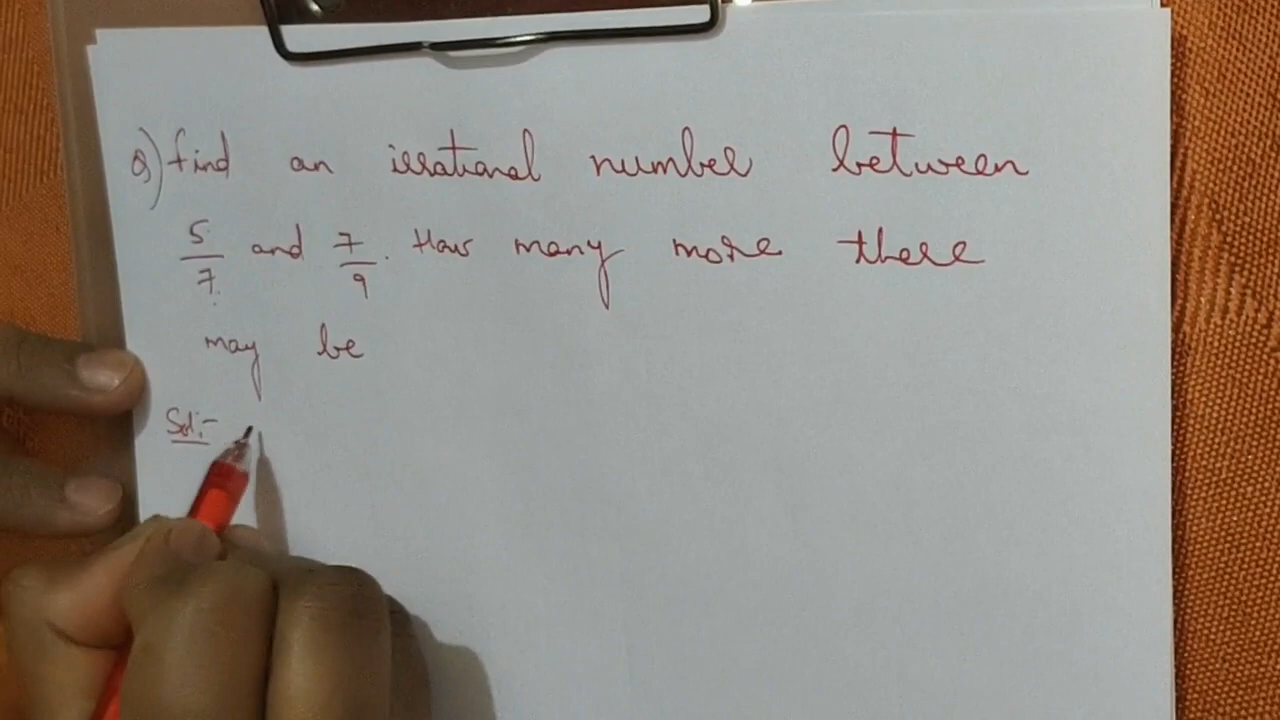 Q) find an irrational number between
5/7 and 7/9. How many more there
may be
Sol:-